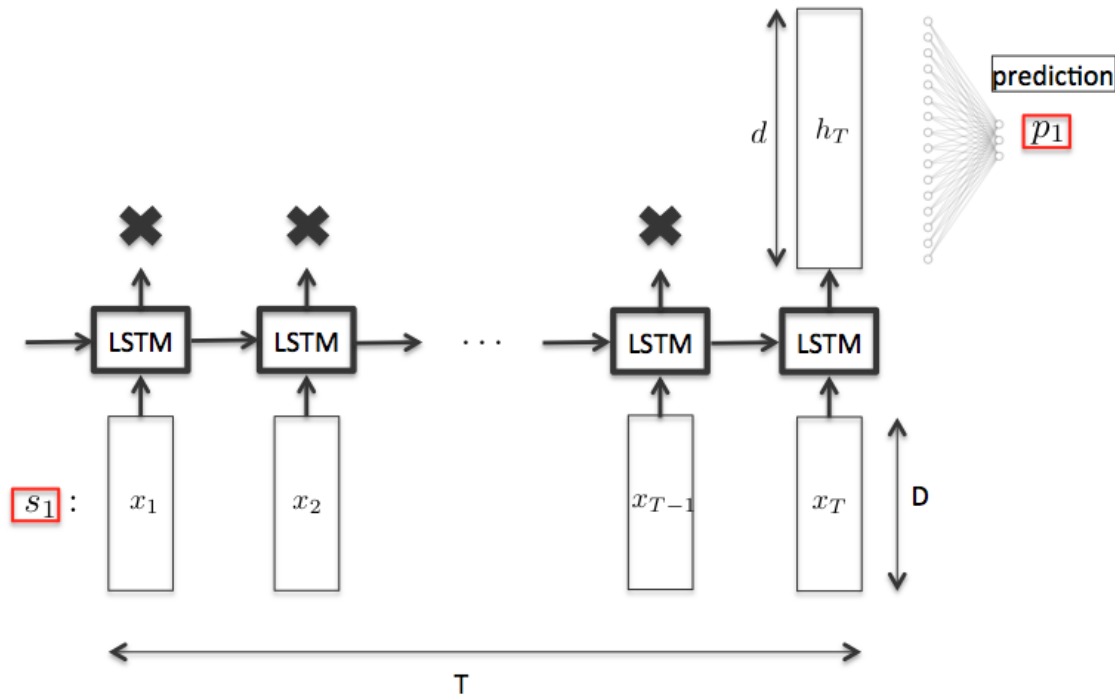 prediction
d
h_T
p_1
LSTM LSTM ... LSTM LSTM
s_1 : x_1 x_2 x_{T-1} x_T D
T